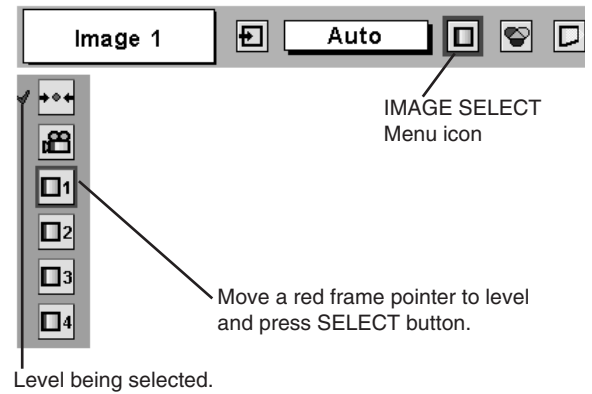 Image 1
Auto
IMAGE SELECT
Menu icon
1
2
3
4
Move a red frame pointer to level
and press SELECT button.
Level being selected.